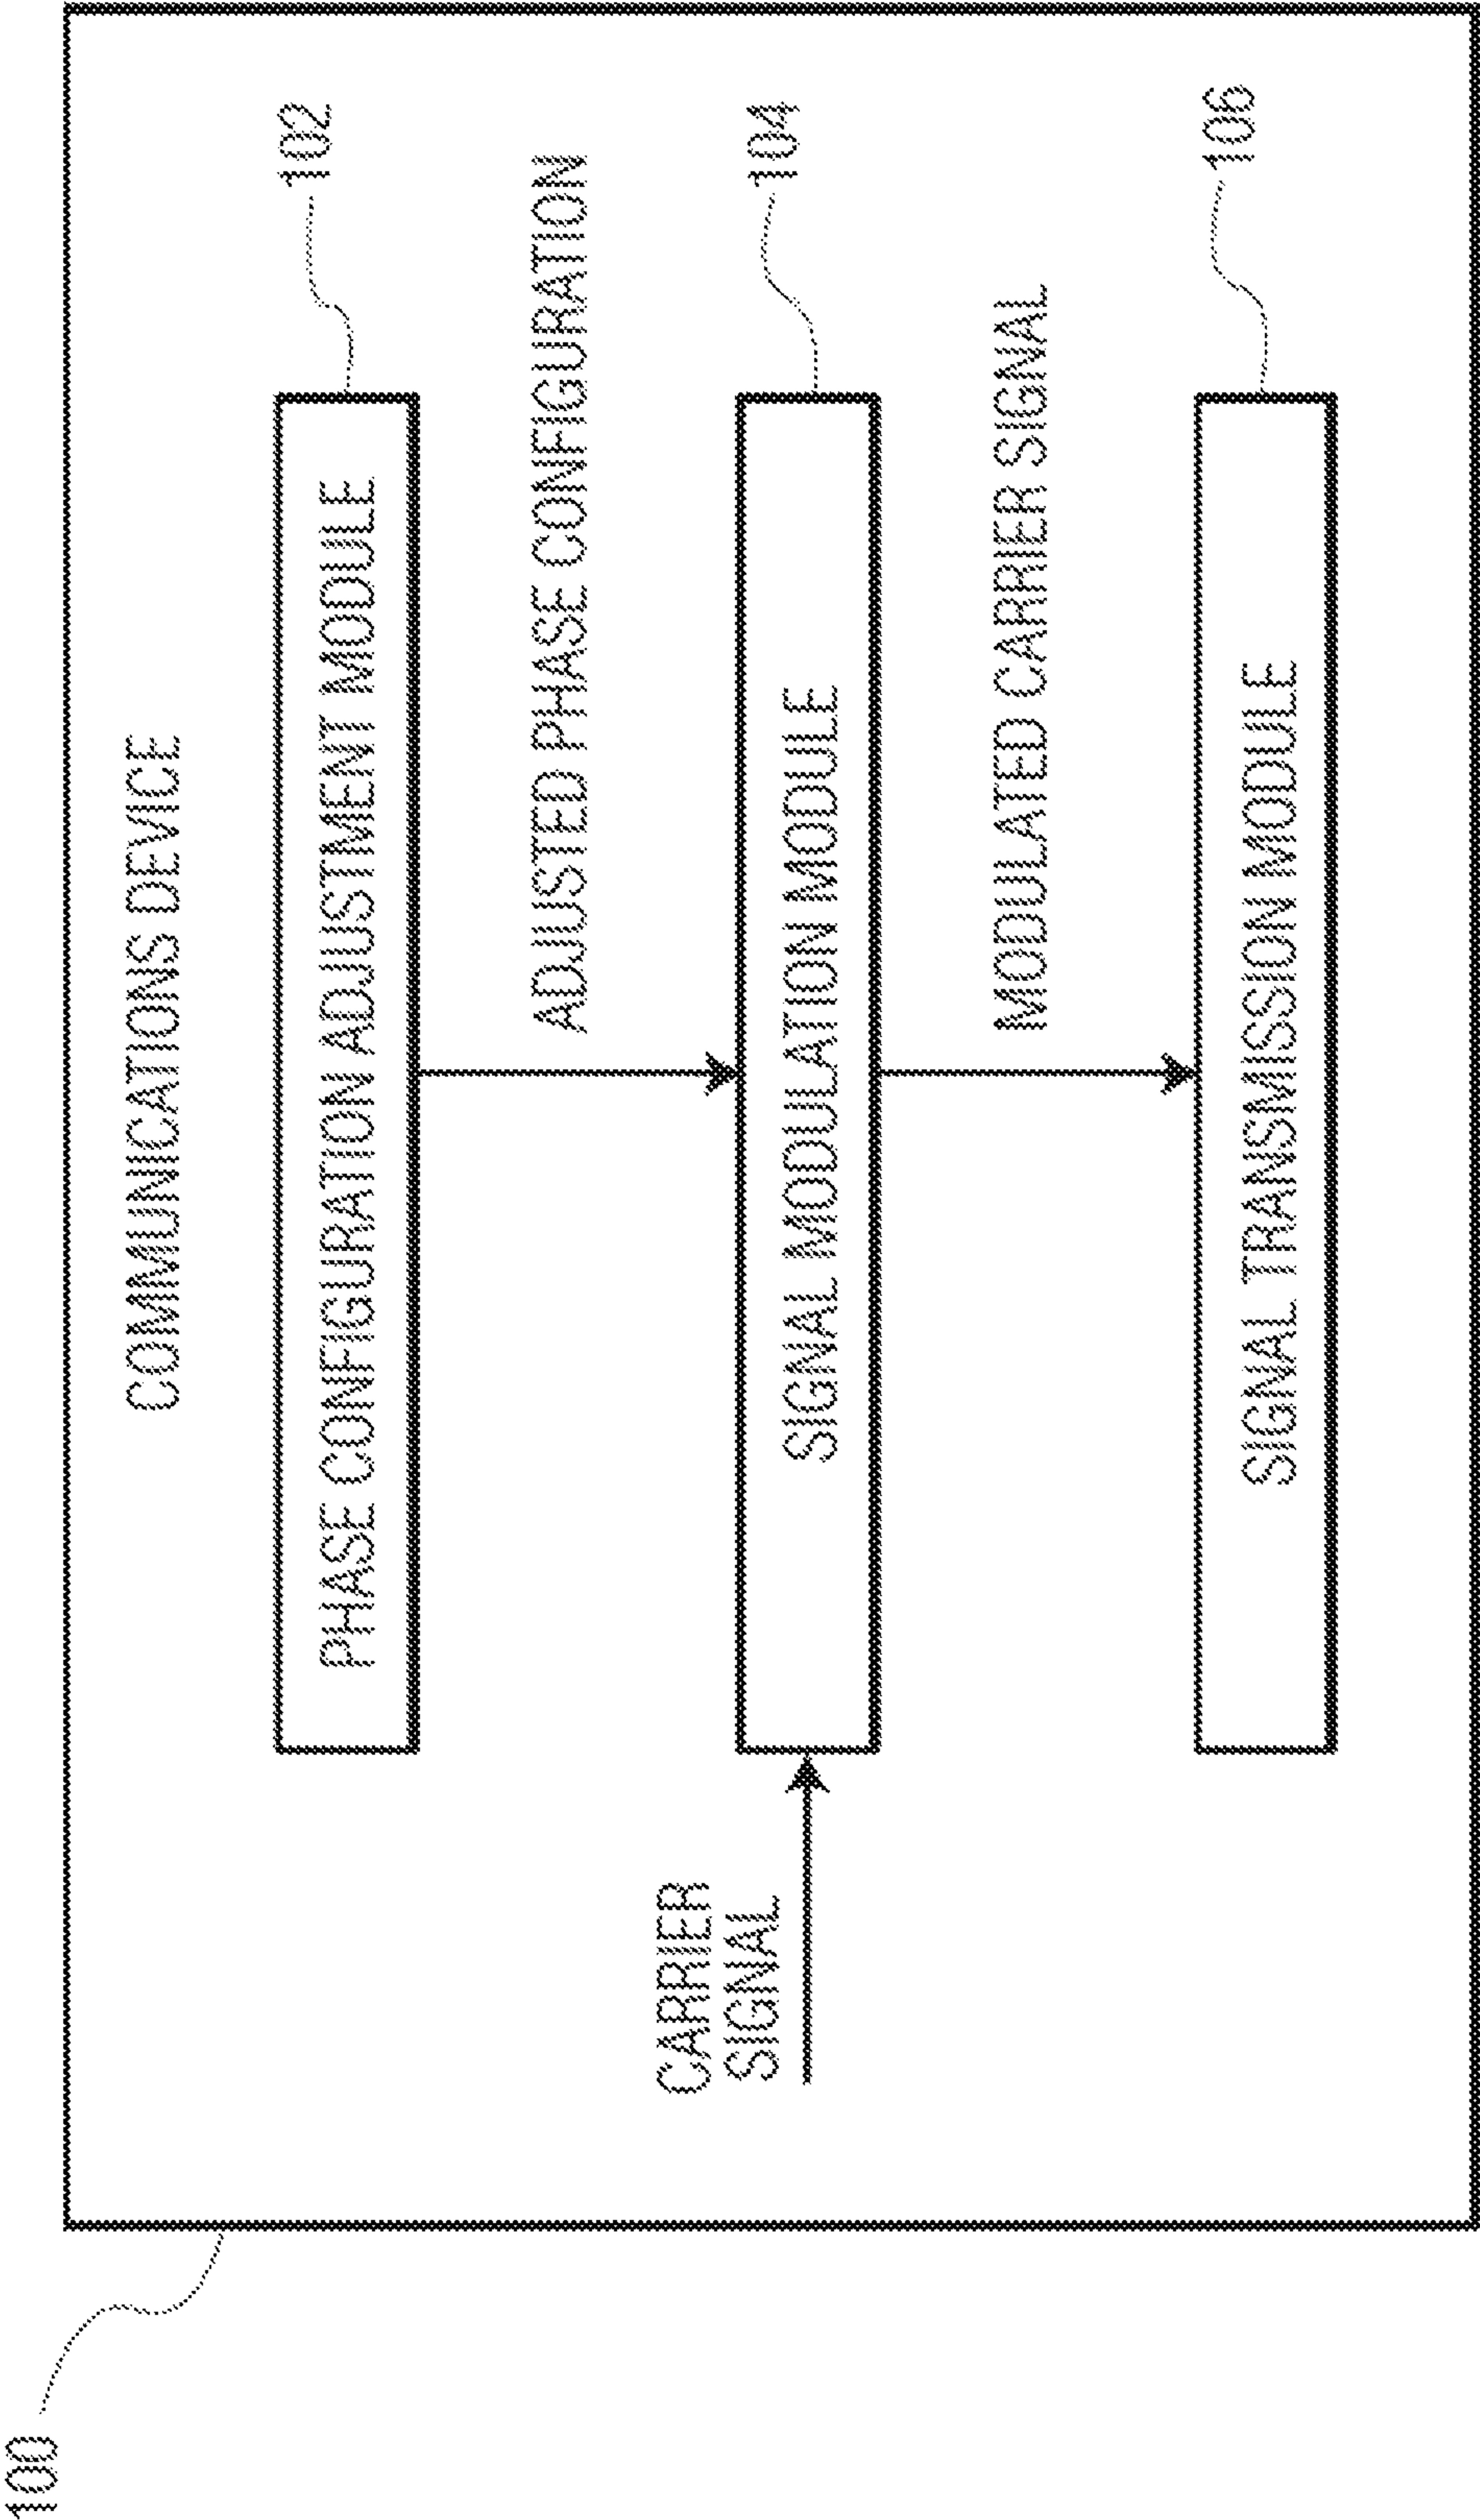 100
COMMUNICATIONS DEVICE
102
PHASE CONFIGURATION ADJUSTMENT MODULE
ADJUSTED PHASE CONFIGURATION
104
CARRIER
SIGNAL
SIGNAL MODULATION MODULE
MODULATED CARRIER SIGNAL
106
SIGNAL TRANSMISSION MODULE